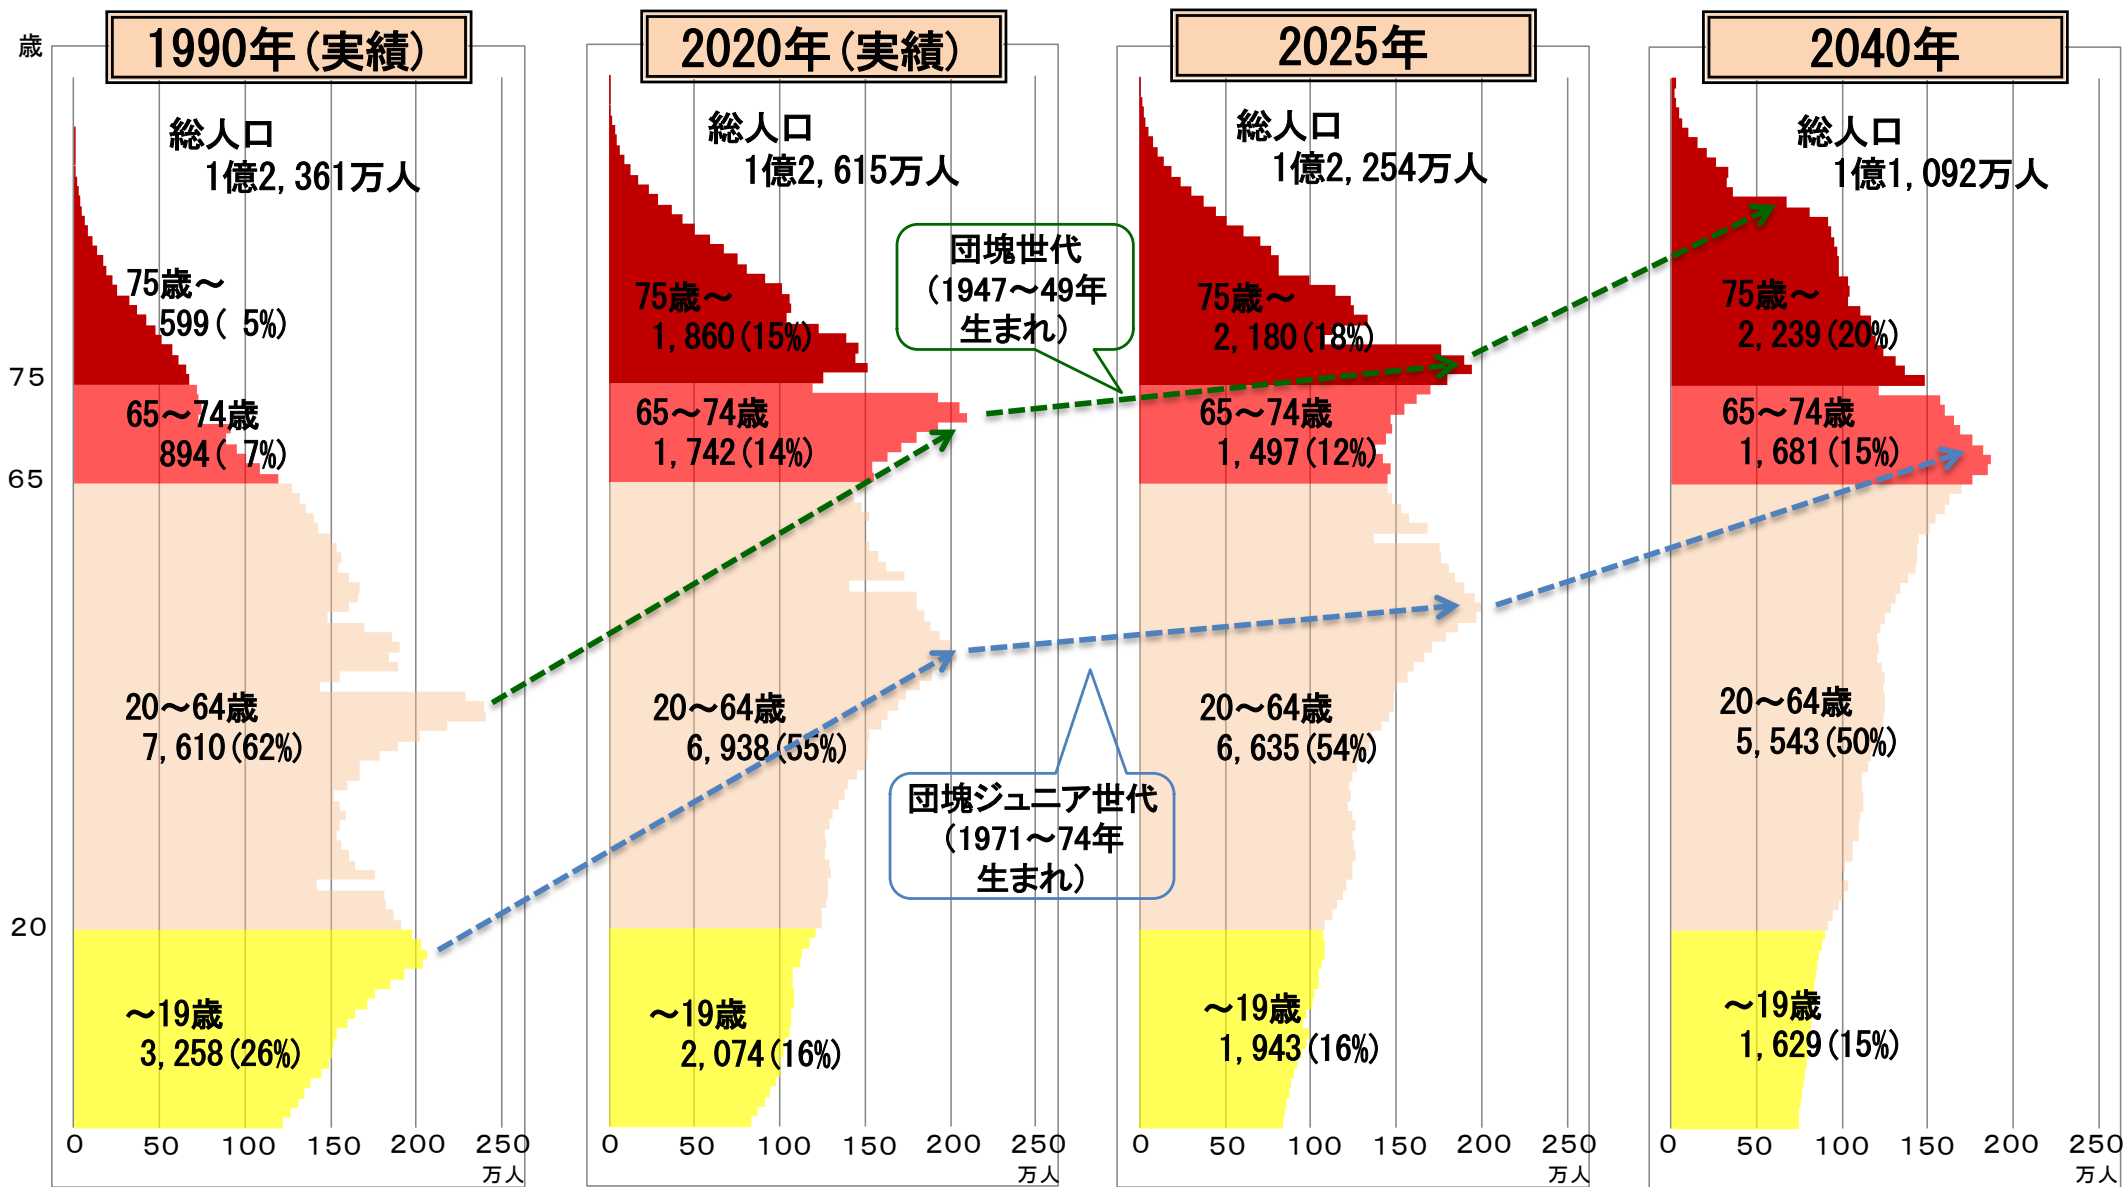 歳
1990年(実績)
総人口
1億2,361万人
75歳～
599( 5%)
75
65～74歳
894( 7%)
65
20～64歳
7,610(62%)
20
～19歳
3,258(26%)
0 50 100 150 200 250
万人
2020年(実績)
総人口
1億2,615万人
75歳～
1,860(15%)
65～74歳
1,742(14%)
20～64歳
6,938(55%)
～19歳
2,074(16%)
0 50 100 150 200 250
万人
団塊世代
(1947～49年
生まれ)
団塊ジュニア世代
(1971～74年
生まれ)
2025年
総人口
1億2,254万人
75歳～
2,180(18%)
65～74歳
1,497(12%)
20～64歳
6,635(54%)
～19歳
1,943(16%)
0 50 100 150 200 250
万人
2040年
総人口
1億1,092万人
75歳～
2,239(20%)
65～74歳
1,681(15%)
20～64歳
5,543(50%)
～19歳
1,629(15%)
0 50 100 150 200 250
万人